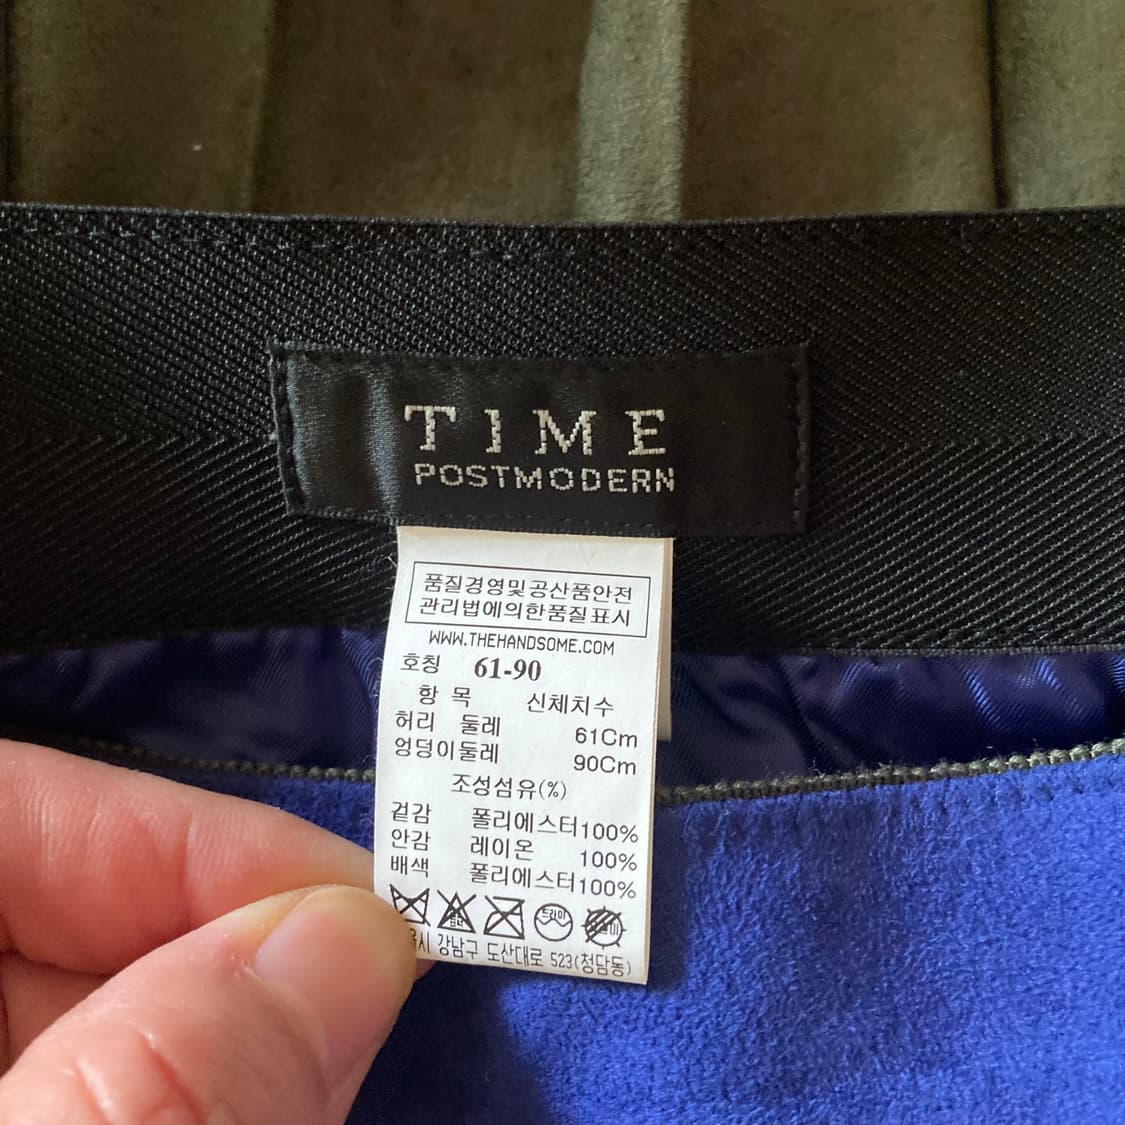 TIME
POSTMODERN
품질경영및공산품안전
관리법에의한품질표시
WWW.THEHANDSOME.COM
호칭 61-90
항 목 신체치수
허리 둘레 61Cm
엉덩이둘레 90Cm
조성섬유(%)
겉감 폴리에스터100%
안감 레이온 100%
배색 폴리에스터100%
드라이
강남구 도산대로 523(청담동)